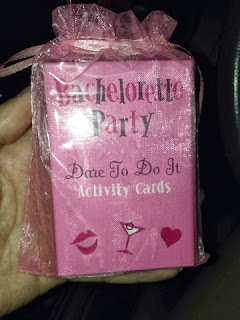 Bachelorette
Party
Dare To Do It
Activity Cards